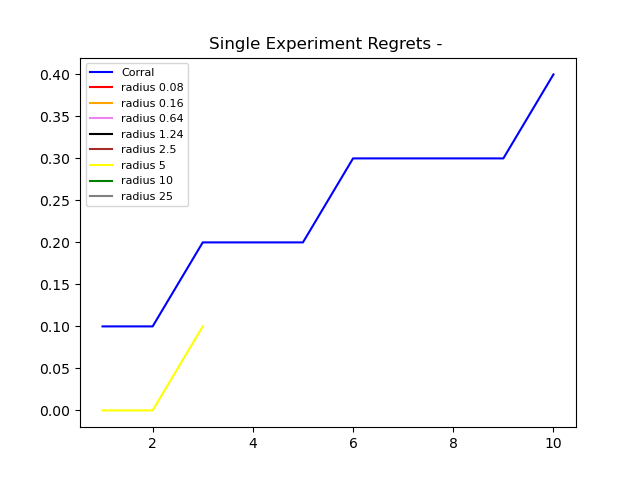 Single Experiment Regrets -
Corral
radius 0.08
radius 0.16
radius 0.64
radius 1.24
radius 2.5
radius 5
radius 10
radius 25
0.40
0.35
0.30
0.25
0.20
0.15
0.10
0.05
0.00
2 4 6 8 10